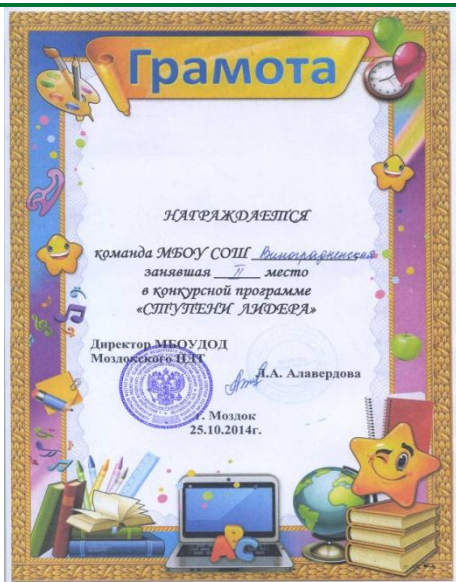 Грамота
НАГРАЖДАЕТСЯ
команда МБОУ СОШ Виноградненская
занявшая II место
в конкурсной программе
«СТУПЕНИ ЛИДЕРА»
Директор МБОУДОД
Моздокского ЦДТ
Л.А. Алавердова
г. Моздок
25.10.2014г.
АВС